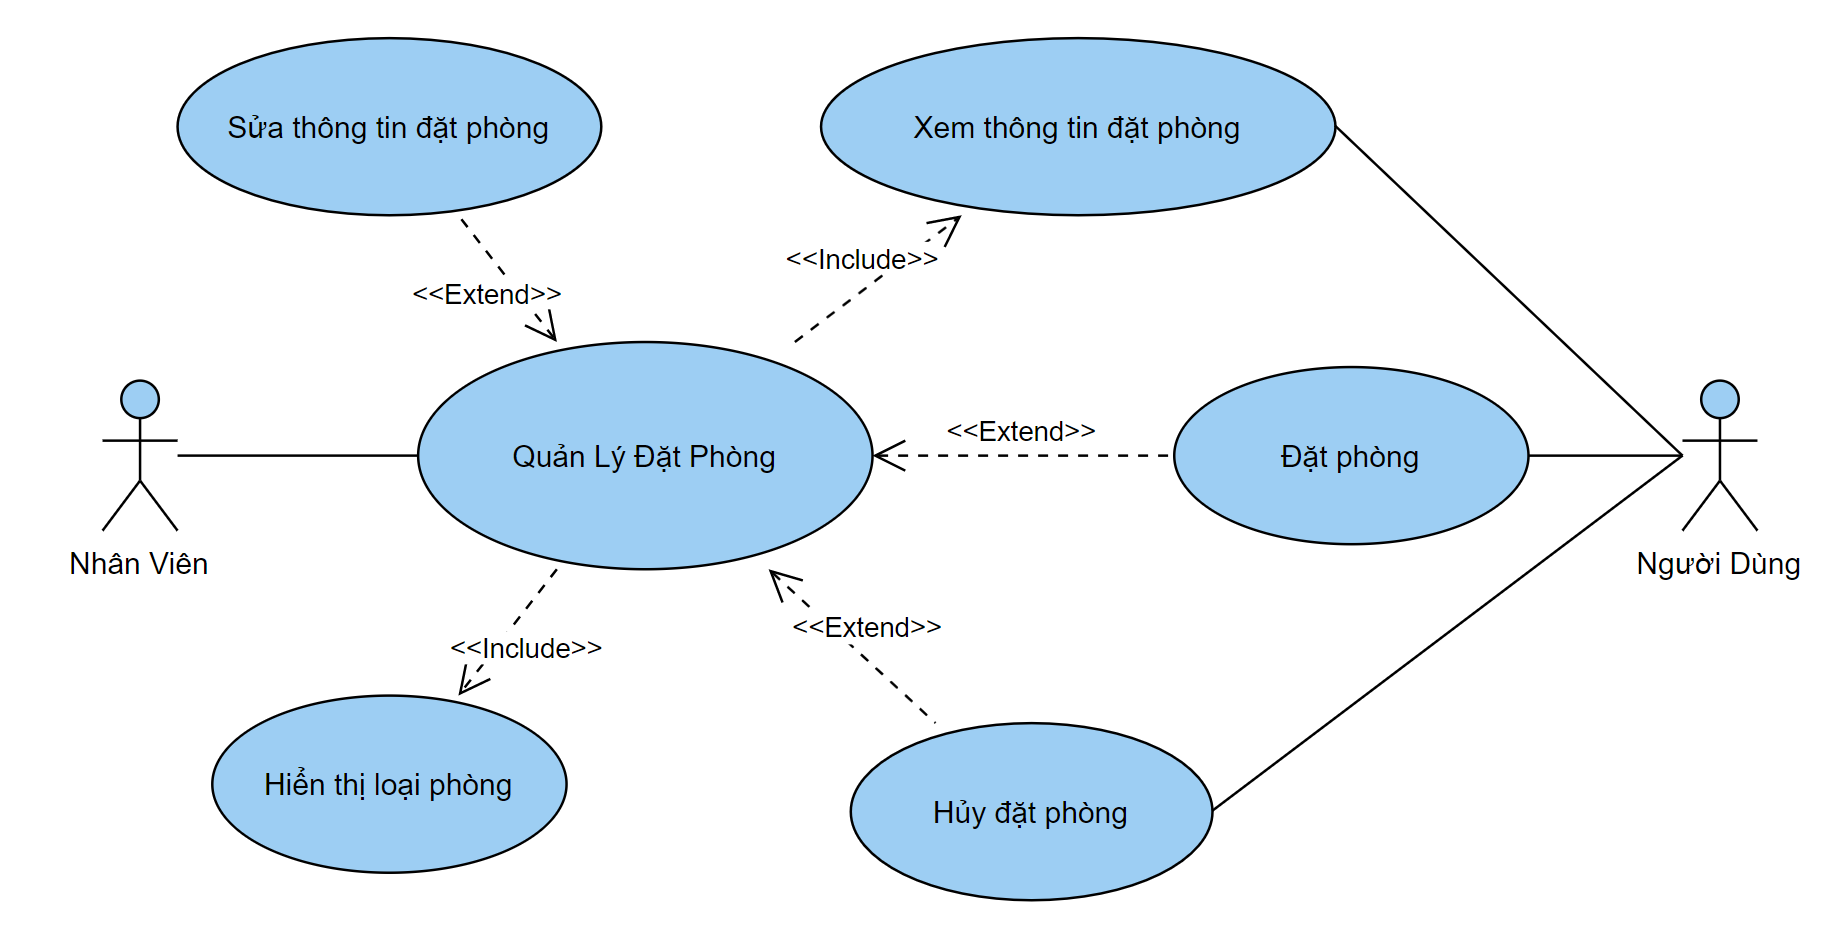 Sửa thông tin đặt phòng
Xem thông tin đặt phòng
<<Include>>
<<Extend>>
<<Extend>>
Quản Lý Đặt Phòng
Đặt phòng
Nhân Viên
Người Dùng
<<Extend>>
<<Include>>
Hiển thị loại phòng
Hủy đặt phòng